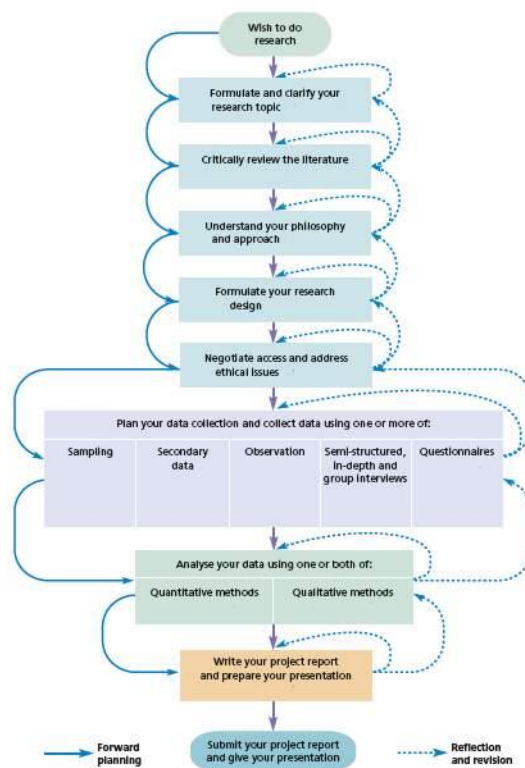 Wish to do
research
Formulate and clarify your
research topic
Critically review the literature
Understand your philosophy
and approach
Formulate your research
design
Negotiate access and address
ethical issues
Plan your data collection and collect data using one or more of:
Sampling
Secondary
data
Observation
Semi-structured,
in-depth and
group interviews
Questionnaires
Analyse your data using one or both of:
Quantitative methods
Qualitative methods
Write your project report
and prepare your presentation
Submit your project report
and give your presentation
Forward
planning
Reflection
and revision